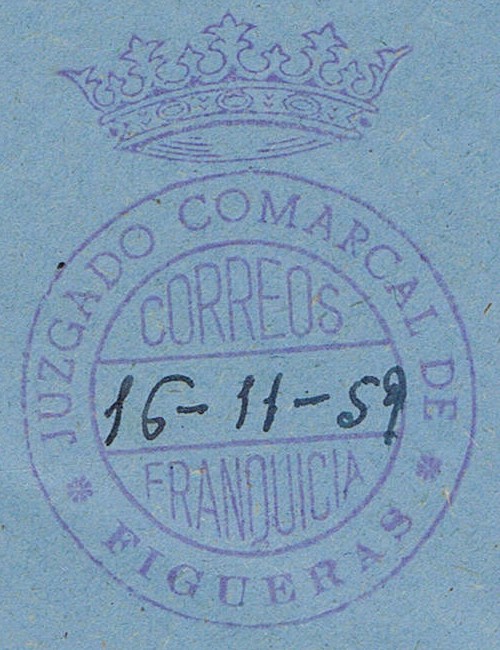 JUZGADO COMARCAL DE
CORREOS
16-11-59
FRANQUICIA
FIGUERAS